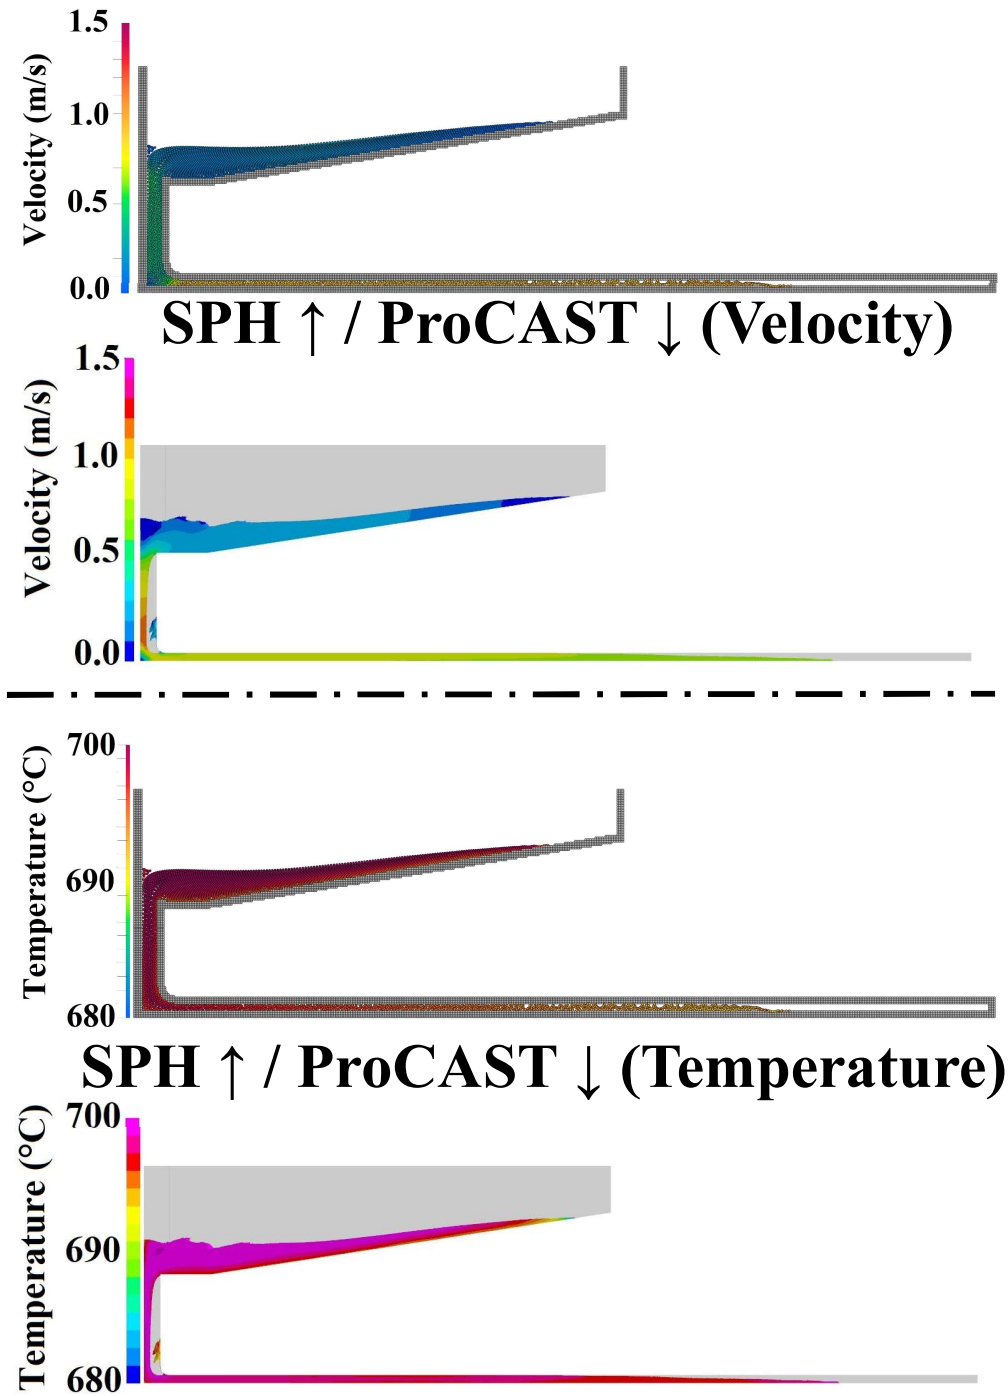 1.5
1.0
0.5
0.0
Velocity (m/s)
SPH ↑ / ProCAST ↓ (Velocity)
1.5
1.0
0.5
0.0
Velocity (m/s)
700
690
680
Temperature (°C)
SPH ↑ / ProCAST ↓ (Temperature)
700
690
680
Temperature (°C)